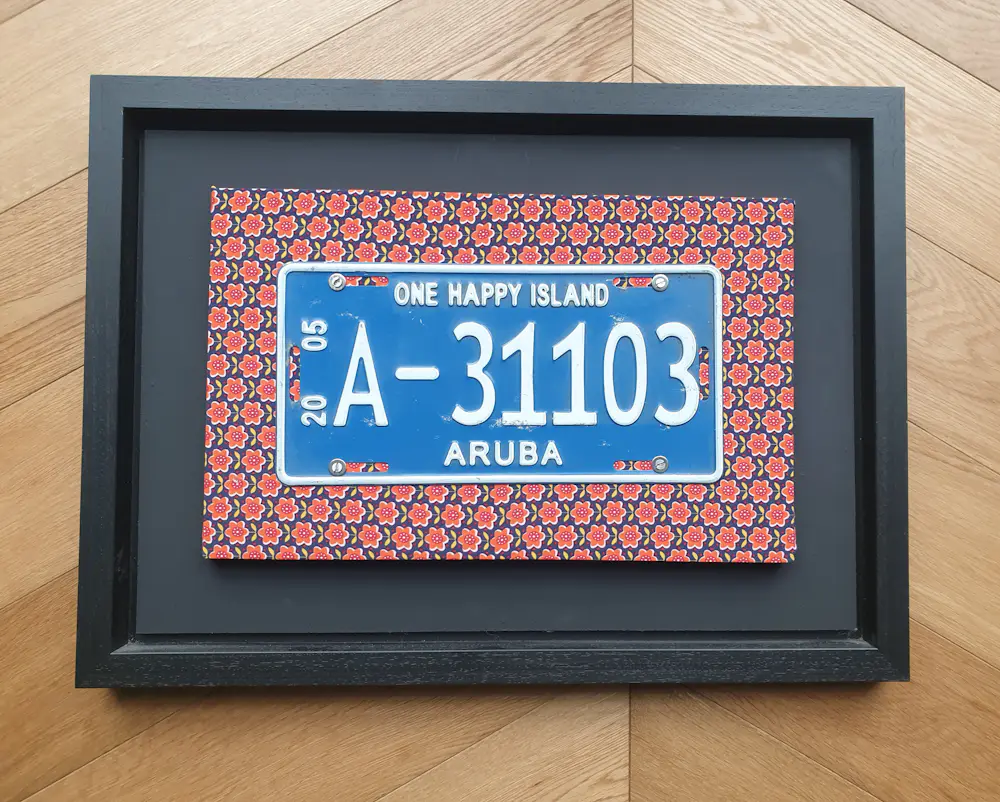 ONE HAPPY ISLAND
20 05
A-31103
ARUBA